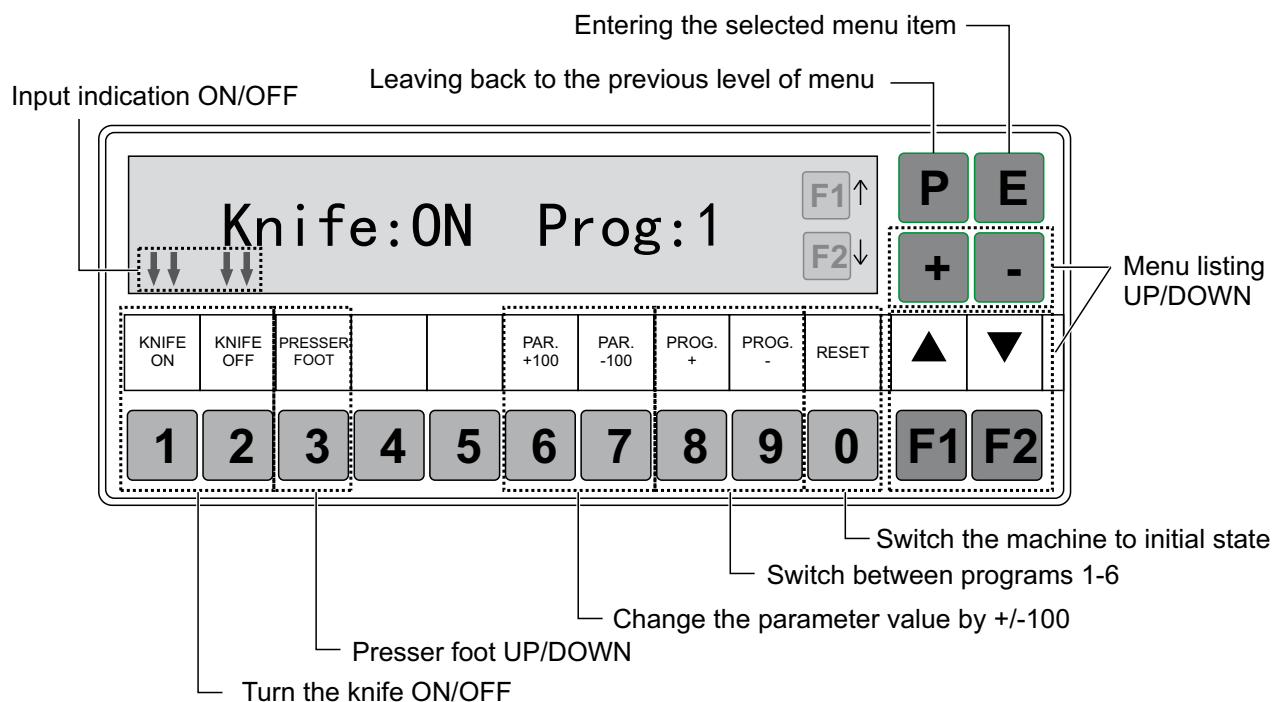 Entering the selected menu item
Leaving back to the previous level of menu
Input indication ON/OFF
Knife:ON Prog:1
F1↑
F2↓
P E
+ -
Menu listing
UP/DOWN
KNIFE
ON
KNIFE
OFF
PRESSER
FOOT
PAR.
+100
PAR.
-100
PROG.
+
PROG.
-
RESET
▲ ▼
1 2 3 4 5 6 7 8 9 0 F1 F2
Switch the machine to initial state
Switch between programs 1-6
Change the parameter value by +/-100
Presser foot UP/DOWN
Turn the knife ON/OFF